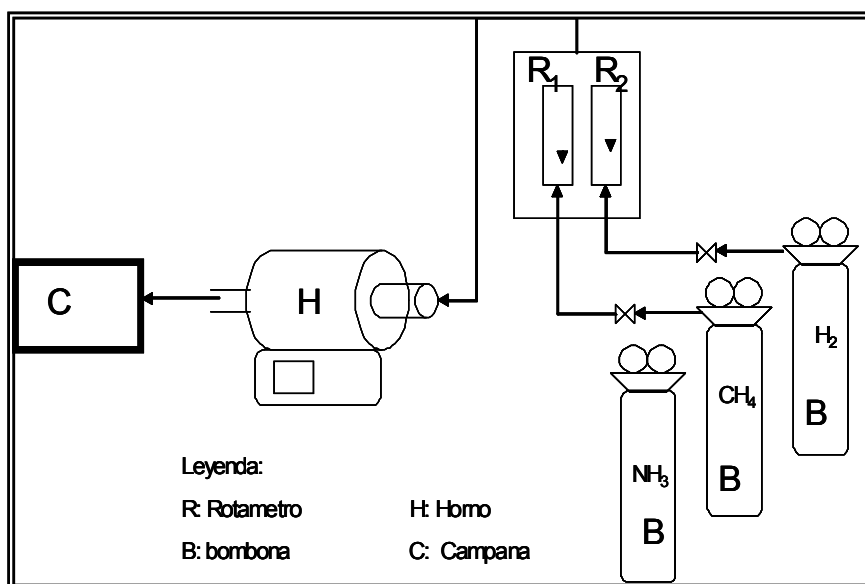 R₁ R₂
C
H
H₂
B
CH₄
B
NH₃
B
Leyenda:
R: Rotametro H: Horno
B: bombona C: Campana